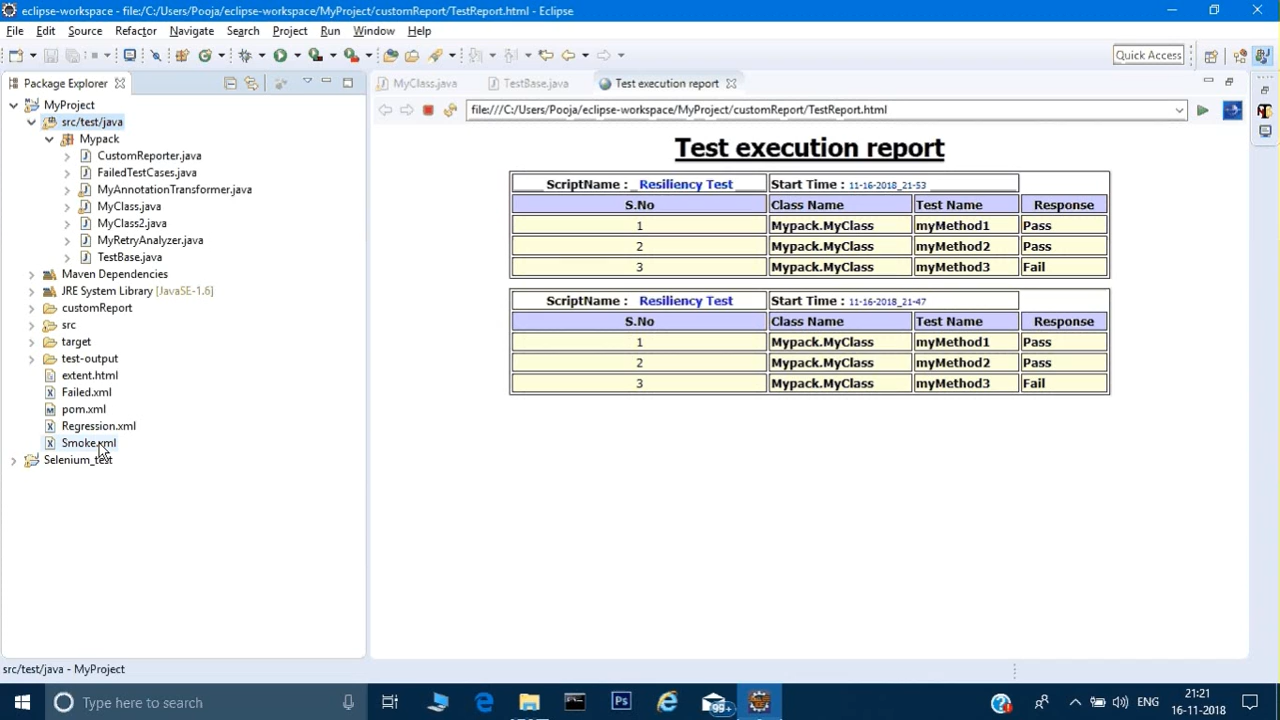 eclipse-workspace - file:/C:/Users/Pooja/eclipse-workspace/MyProject/customReport/TestReport.html - Eclipse
File Edit Source Refactor Navigate Search Project Run Window Help
Quick Access
Package Explorer
MyClass.java TestBase.java Test execution report
MyProject
src/test/java
Mypack
CustomReporter.java
FailedTestCases.java
MyAnnotationTransformer.java
MyClass.java
MyClass2.java
MyRetryAnalyzer.java
TestBase.java
Maven Dependencies
JRE System Library [JavaSE-1.6]
customReport
src
target
test-output
extent.html
Failed.xml
pom.xml
Regression.xml
Smoke.xml
Selenium_test
file:///C:/Users/Pooja/eclipse-workspace/MyProject/customReport/TestReport.html
Test execution report
ScriptName : Resiliency Test Start Time : 11-16-2018_21-53
S.No Class Name Test Name Response
1 Mypack.MyClass myMethod1 Pass
2 Mypack.MyClass myMethod2 Pass
3 Mypack.MyClass myMethod3 Fail
ScriptName : Resiliency Test Start Time : 11-16-2018_21-47
S.No Class Name Test Name Response
1 Mypack.MyClass myMethod1 Pass
2 Mypack.MyClass myMethod2 Pass
3 Mypack.MyClass myMethod3 Fail
src/test/java - MyProject
Type here to search
Ps
99+
ENG
21:21
16-11-2018